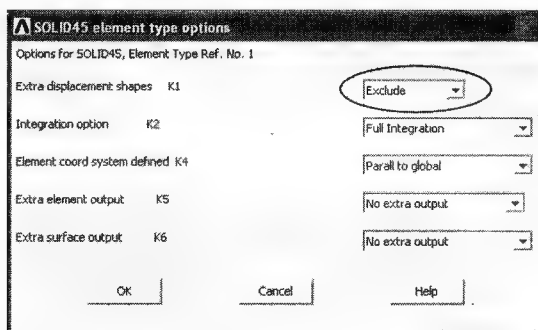 SOLID45 element type options
Options for SOLID45, Element Type Ref. No. 1
Extra displacement shapes K1 Exclude
Integration option K2 Full Integration
Element coord system defined K4 Parall to global
Extra element output K5 No extra output
Extra surface output K6 No extra output
OK Cancel Help